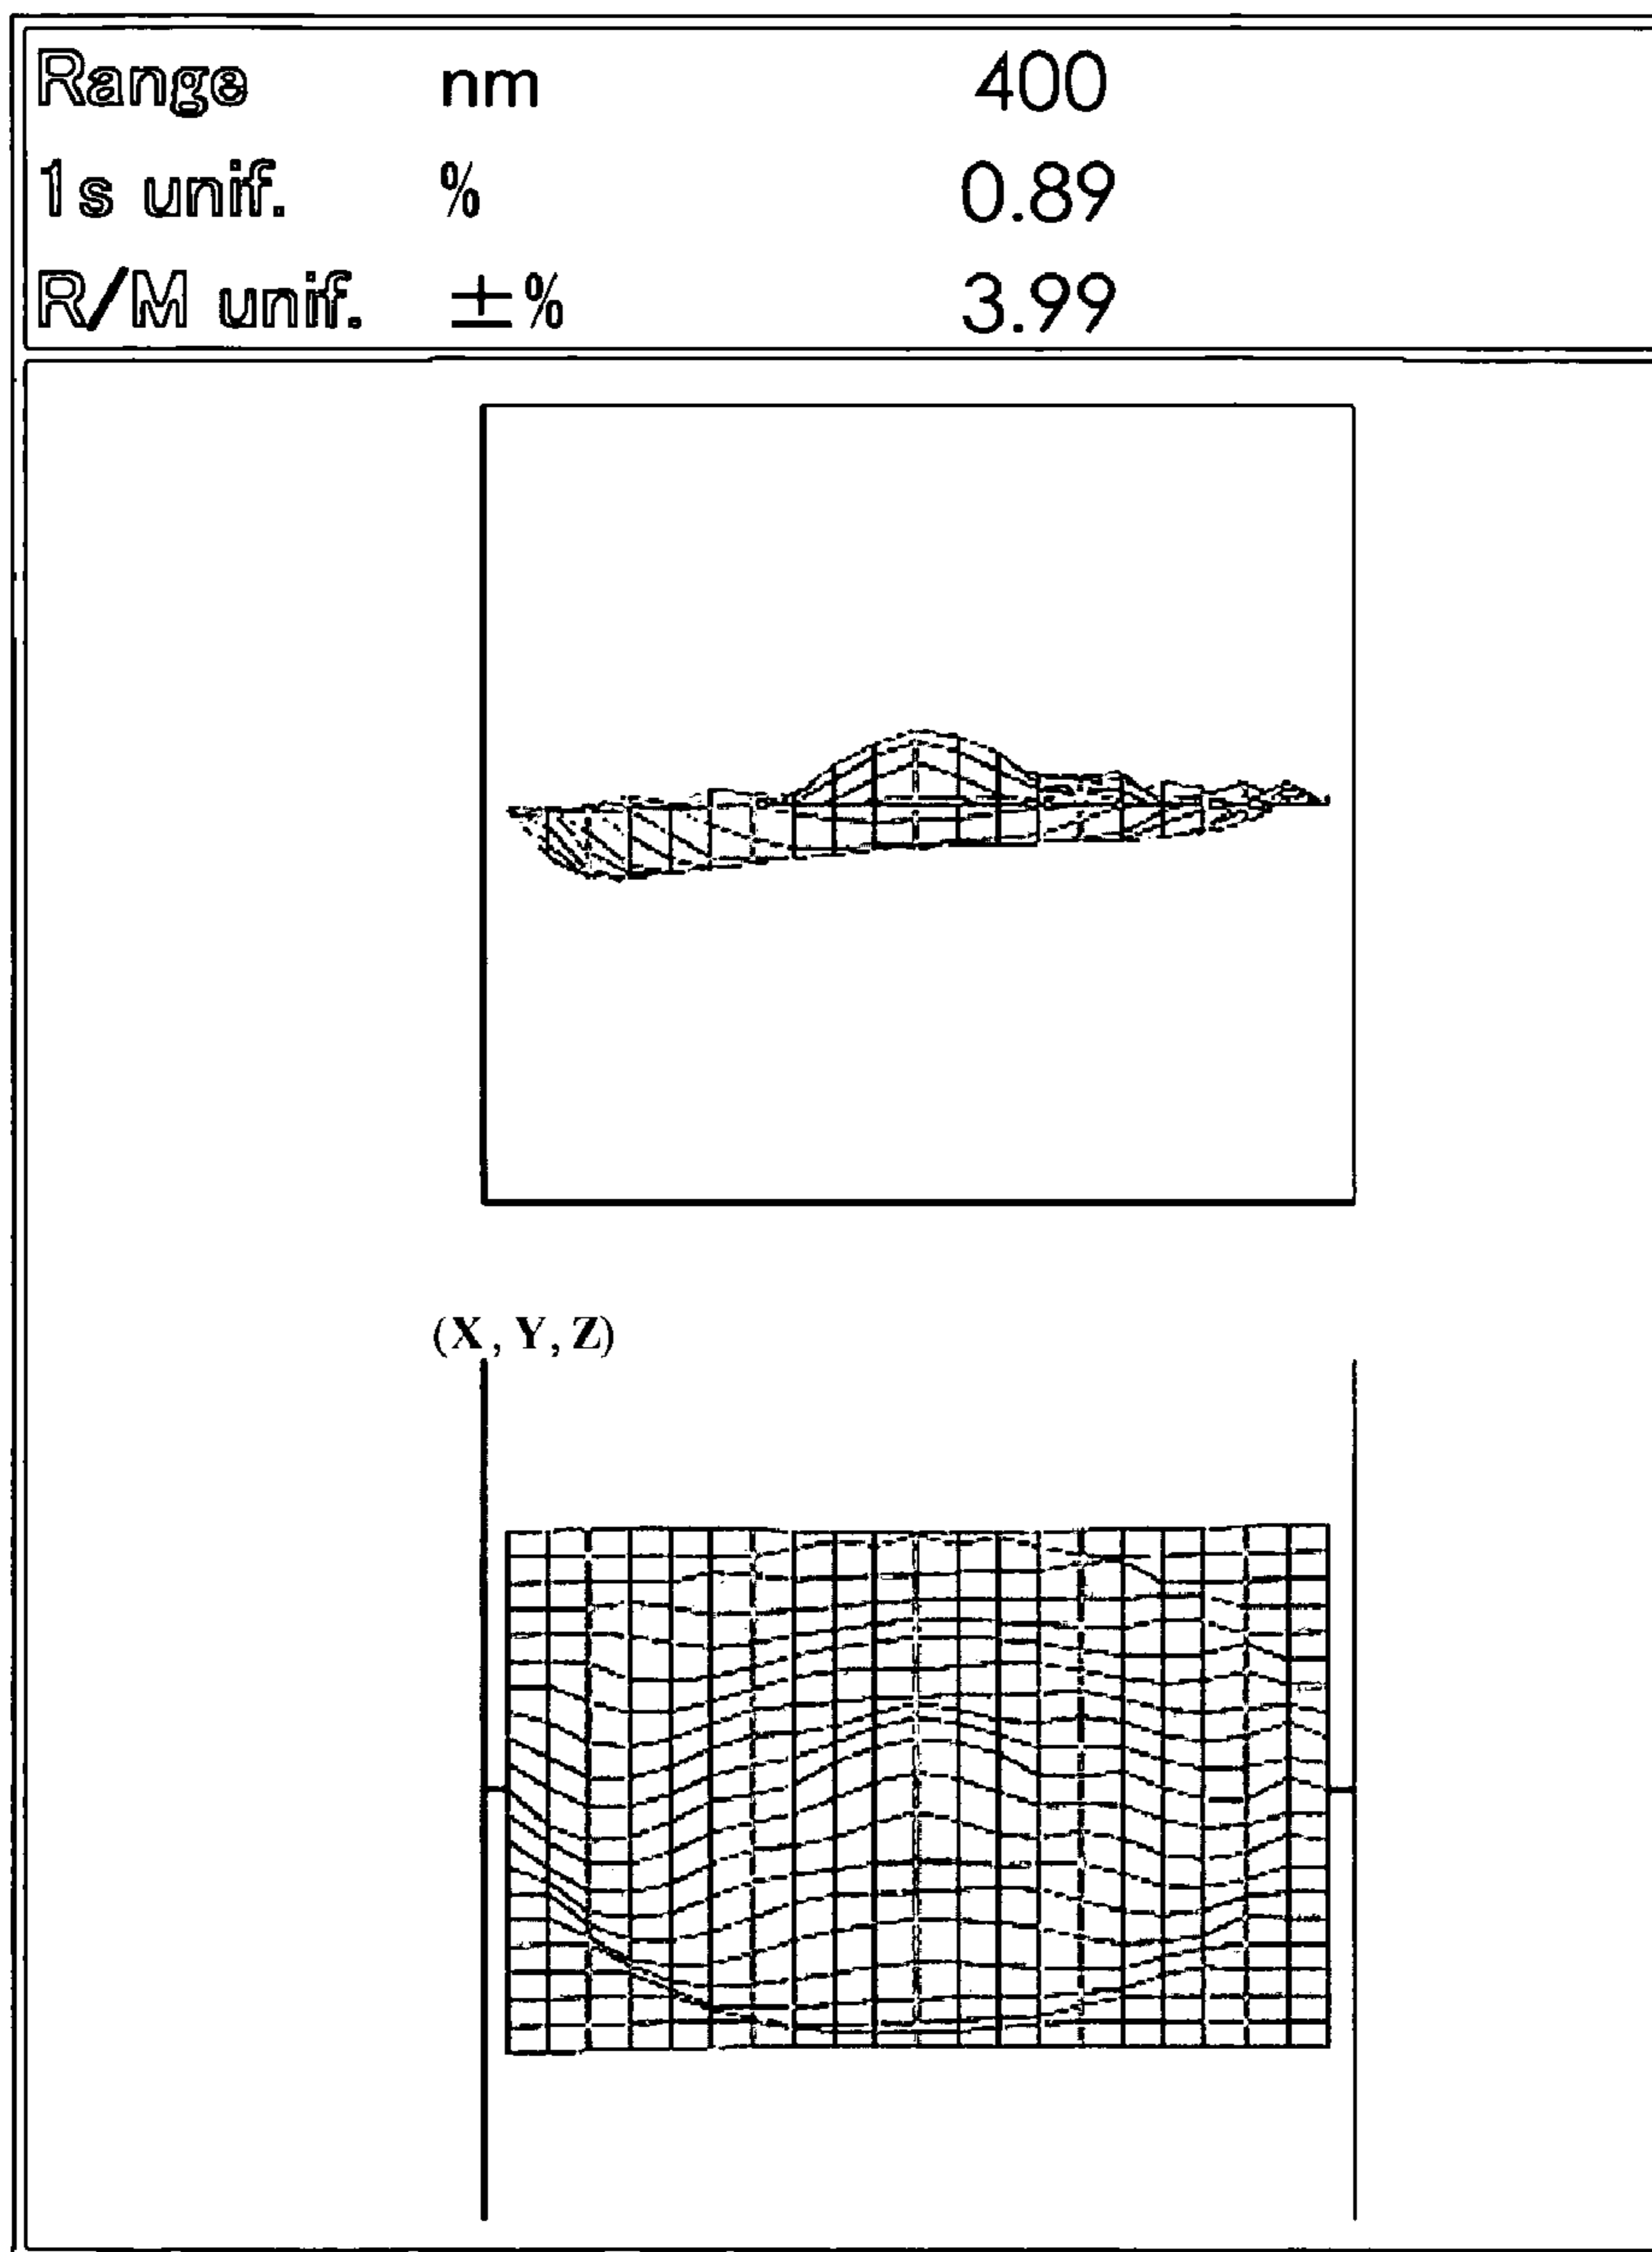 Range nm 400
1s unif. % 0.89
R/M unif. ±% 3.99
(X, Y, Z)